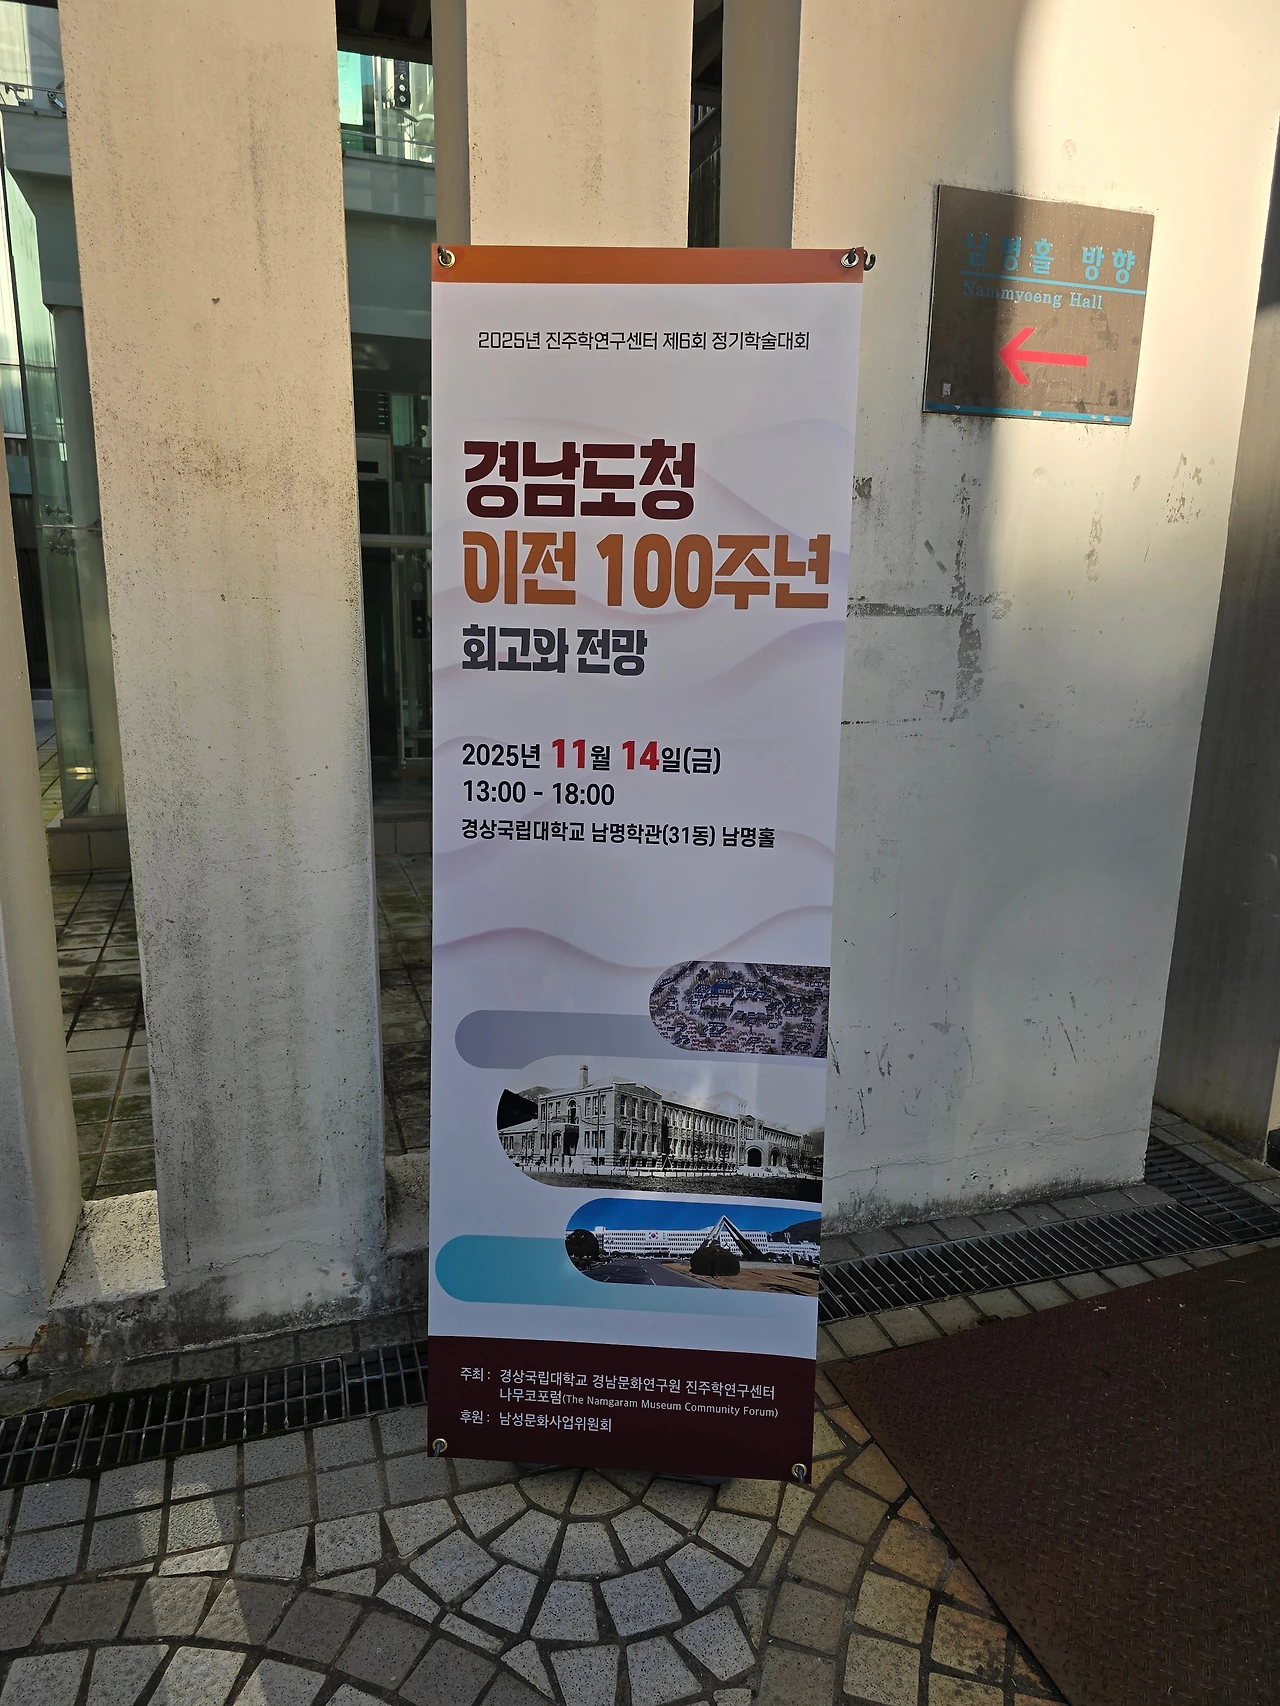 2025년 진주학연구센터 제6회 정기학술대회
경남도청
이전 100주년
회고와 전망
2025년 11월 14일(금)
13:00 - 18:00
경상국립대학교 남명학관(31동) 남명홀
주최 : 경상국립대학교 경남문화연구원 진주학연구센터
나무코포럼(The Namgaram Museum Community Forum)
후원 : 남성문화사업위원회
남명홀 방향
Nammyoeng Hall